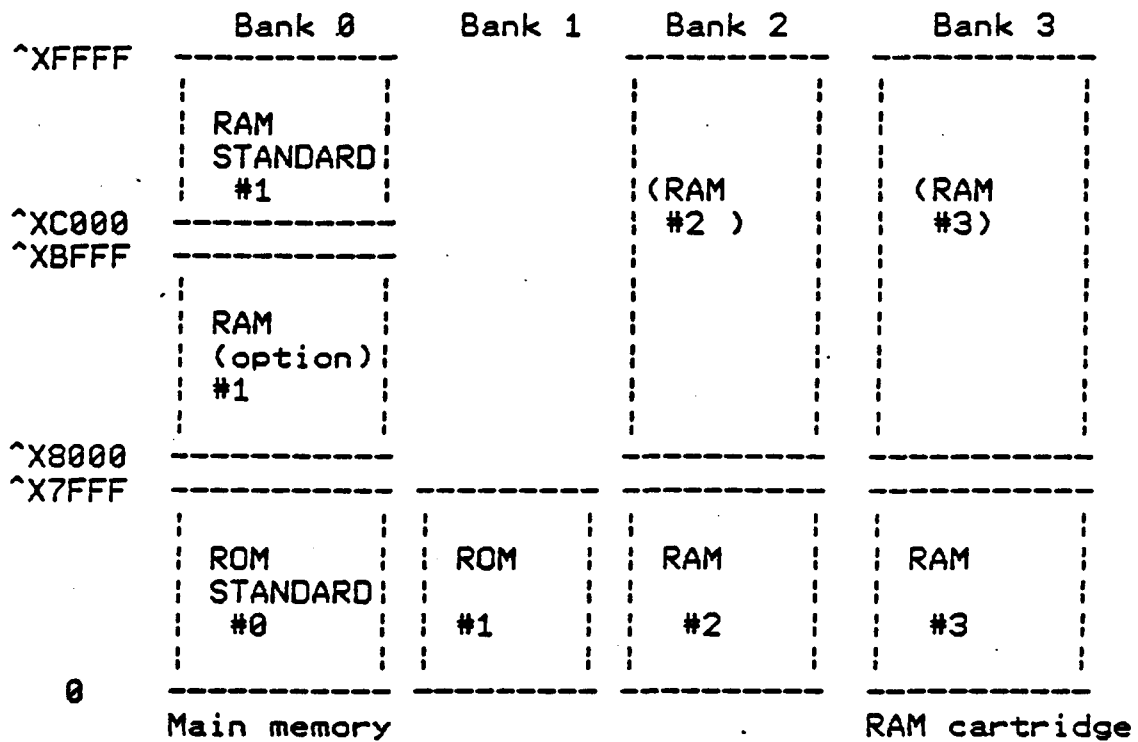 Bank 0 Bank 1 Bank 2 Bank 3
^XFFFF
RAM
STANDARD
#1 (RAM (RAM
^XC000 #2 ) #3)
^XBFFF
RAM
(option)
#1
^X8000
^X7FFF
ROM ROM RAM RAM
STANDARD
#0 #1 #2 #3
0
Main memory RAM cartridge